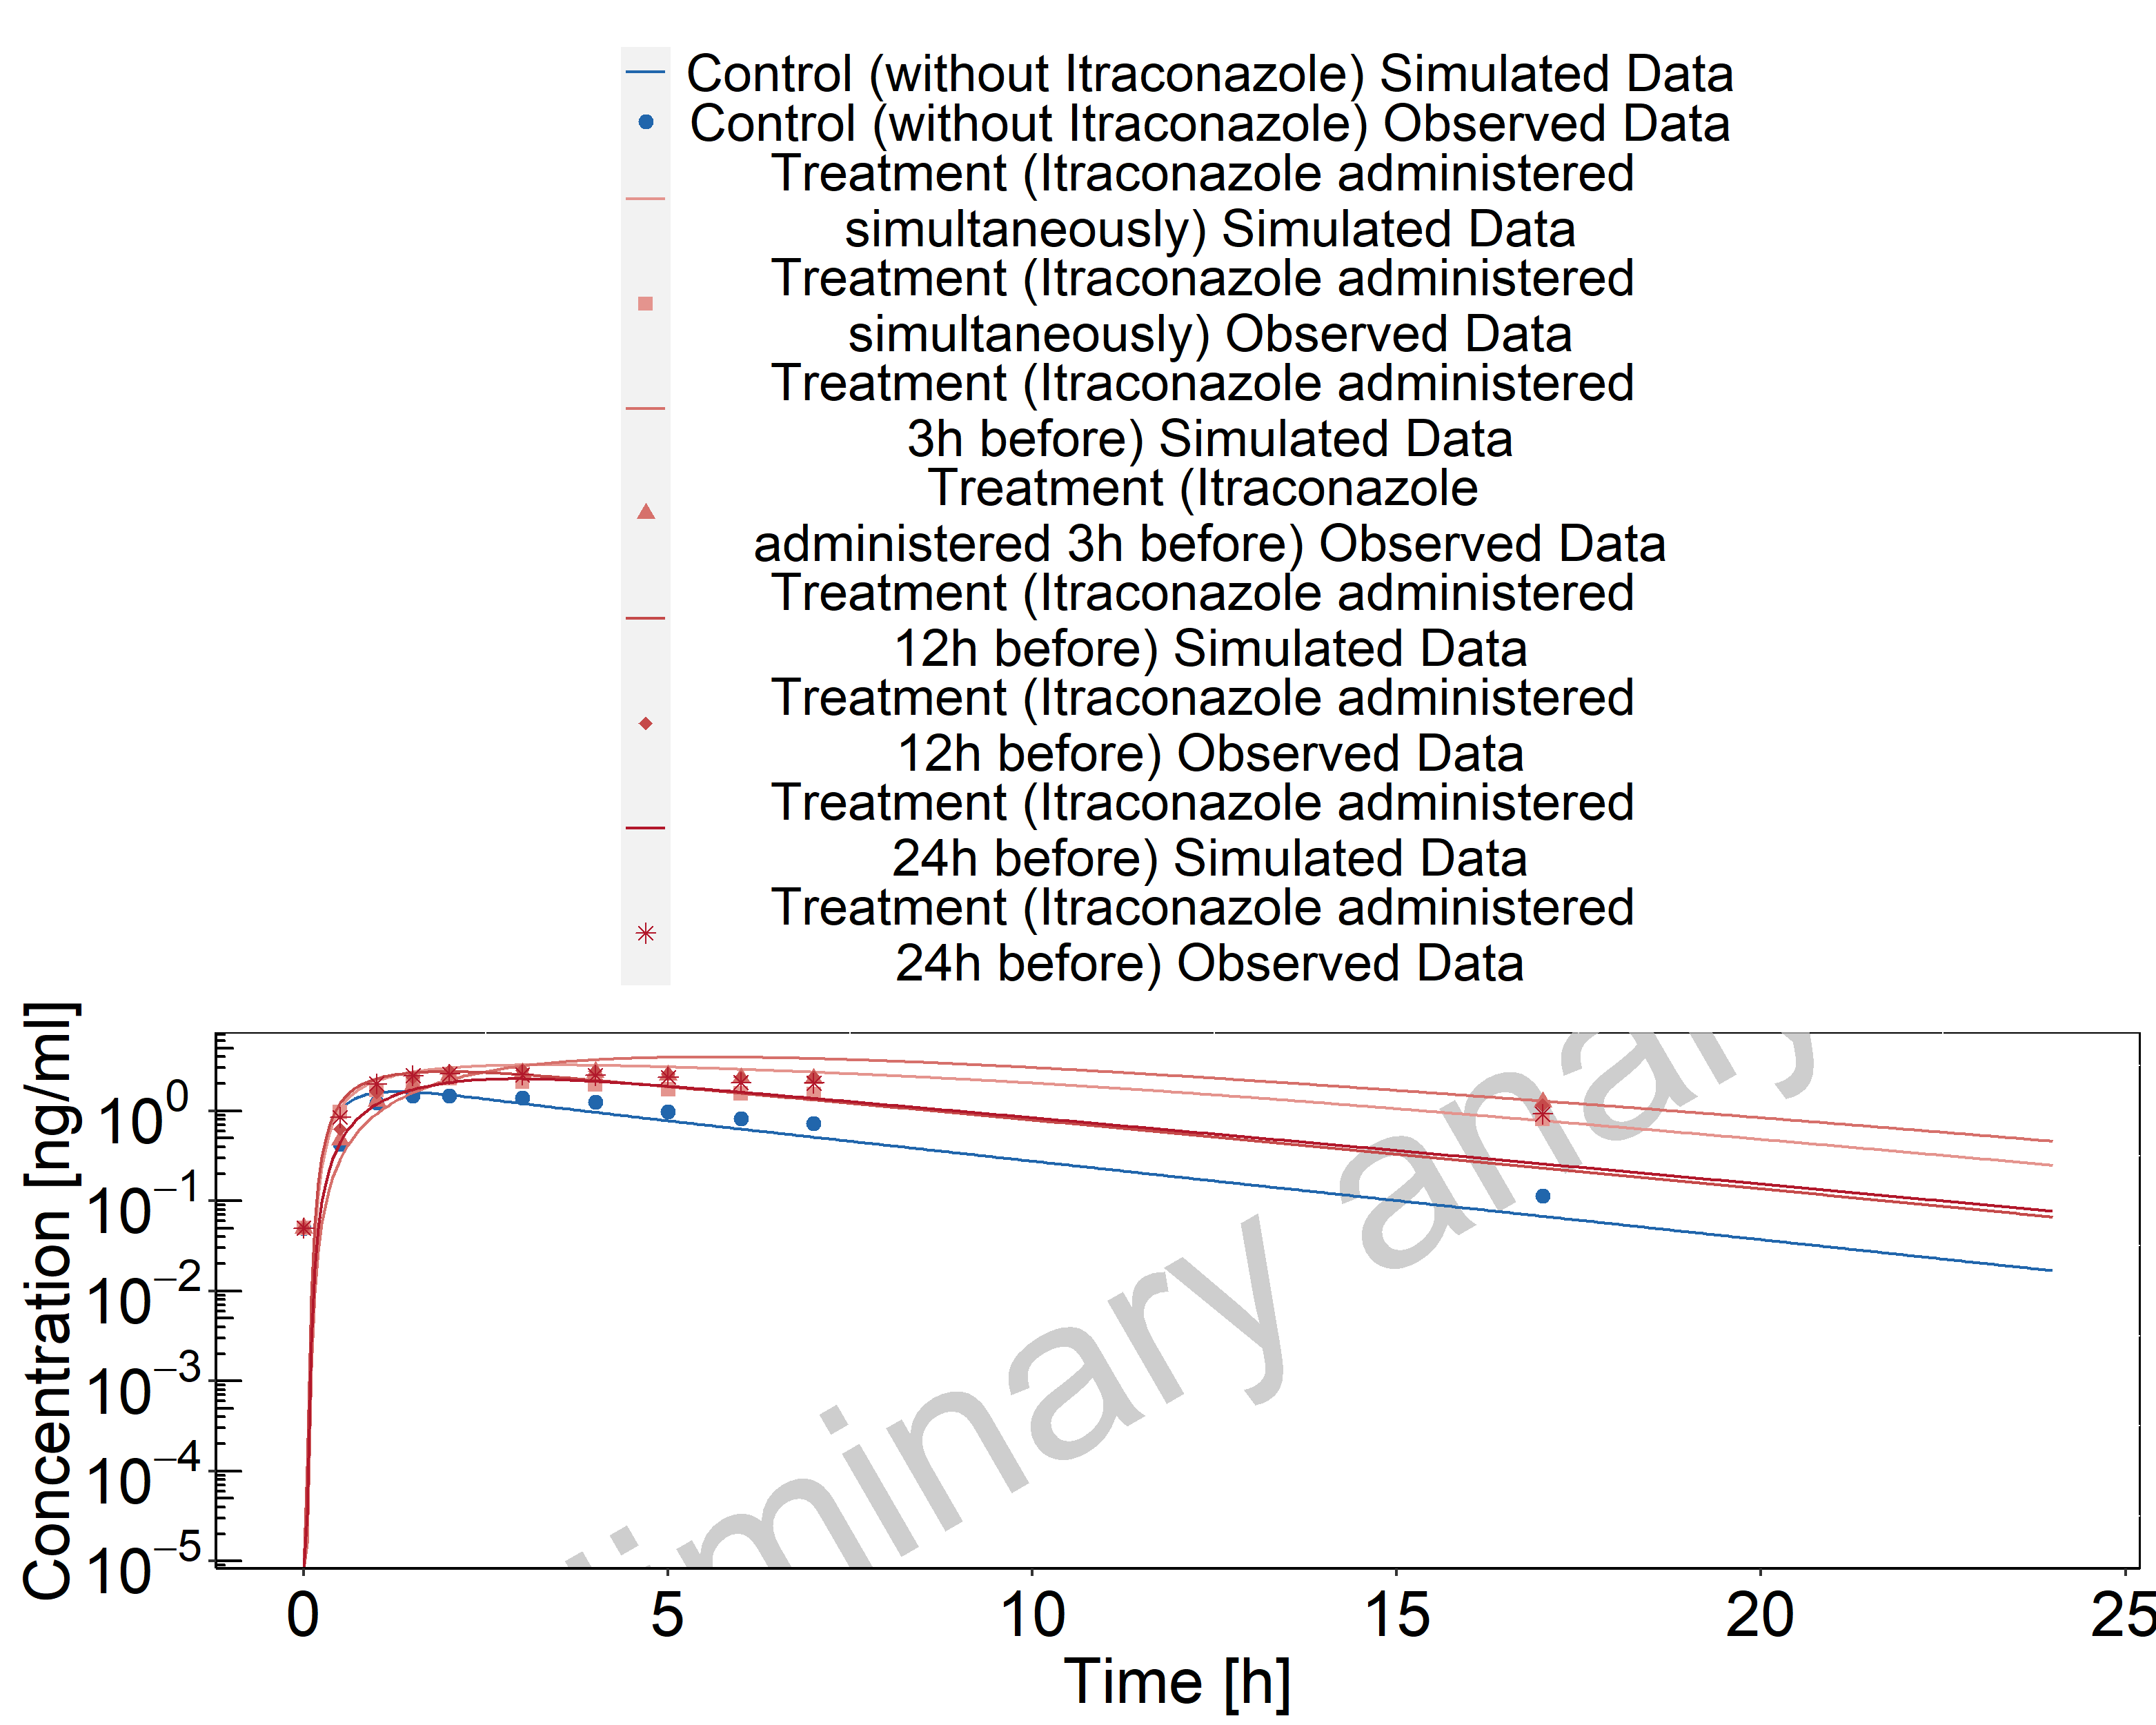 Control (without Itraconazole) Simulated Data
Control (without Itraconazole) Observed Data
Treatment (Itraconazole administered
simultaneously) Simulated Data
Treatment (Itraconazole administered
simultaneously) Observed Data
Treatment (Itraconazole administered
3h before) Simulated Data
Treatment (Itraconazole
administered 3h before) Observed Data
Treatment (Itraconazole administered
12h before) Simulated Data
Treatment (Itraconazole administered
12h before) Observed Data
Treatment (Itraconazole administered
24h before) Simulated Data
Treatment (Itraconazole administered
24h before) Observed Data
Concentration [ng/ml]
10⁰
10⁻¹
10⁻²
10⁻³
10⁻⁴
10⁻⁵
liminary analy
0 5 10 15 20 25
Time [h]